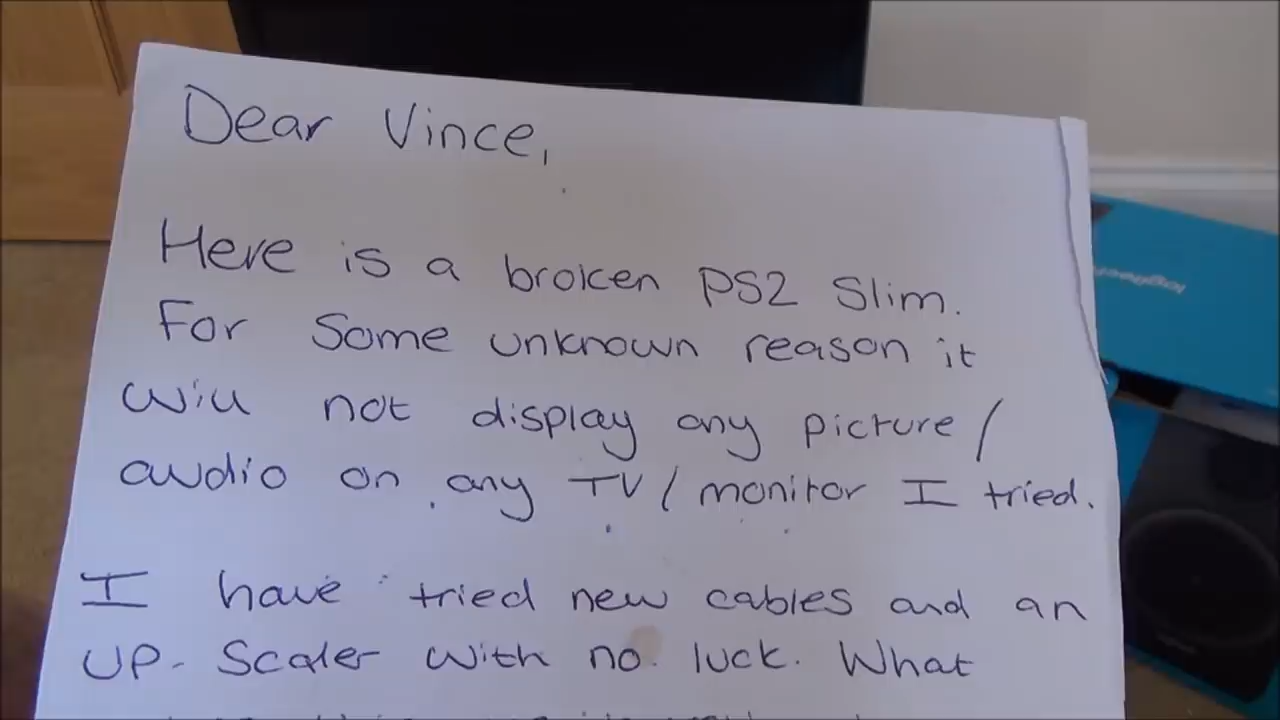 Dear Vince,
Here is a broken PS2 Slim.
For Some unknown reason it
will not display any picture/
audio on any TV/monitor I tried.
I have tried new cables and an
UP-Scaler with no luck. What
logitech